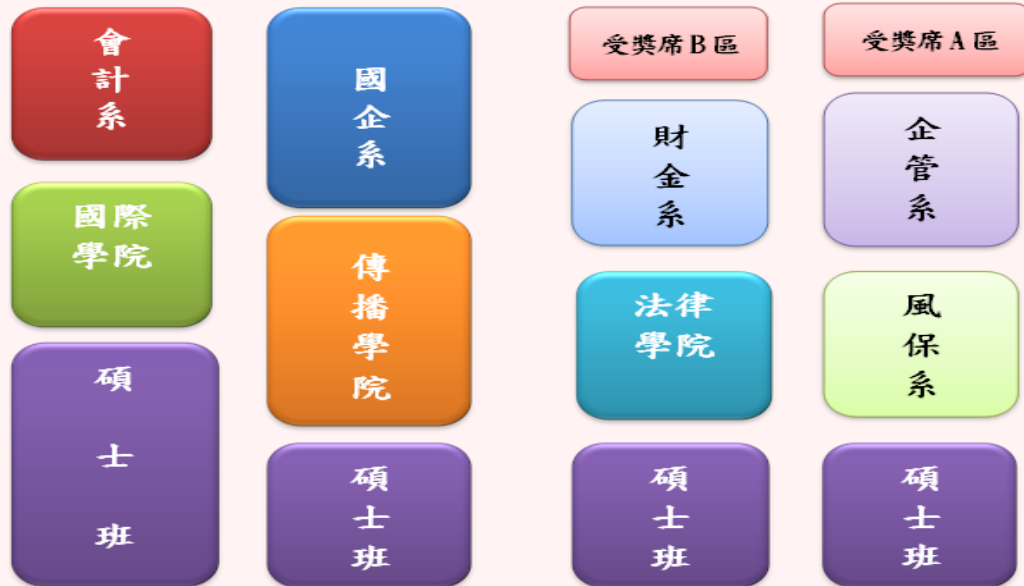 會計系
國際
學院
碩士班
國企系
傳播學院
碩士班
受獎席B區
財金系
法律
學院
碩士班
受獎席A區
企管系
風保系
碩士班